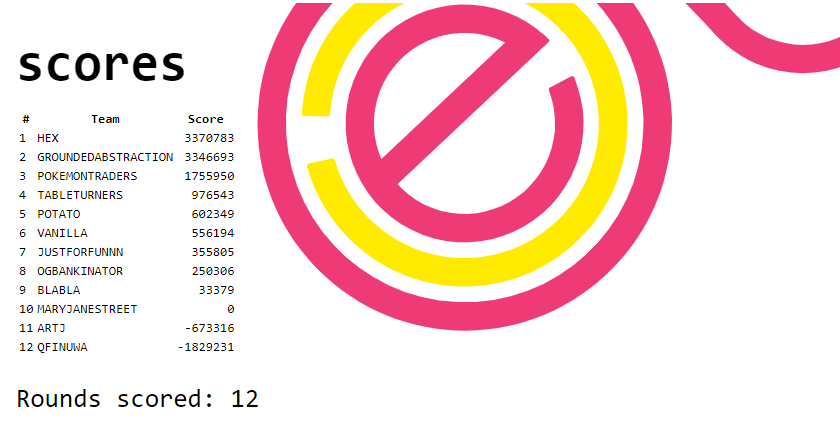 scores
# Team Score
1 HEX 3370783
2 GROUNDEDABSTRACTION 3346693
3 POKEMONTRADERS 1755950
4 TABLETURNERS 976543
5 POTATO 602349
6 VANILLA 556194
7 JUSTFORFUNNN 355805
8 OGBANKINATOR 250306
9 BLABLA 33379
10 MARYJANESTREET 0
11 ARTJ -673316
12 QFINUWA -1829231
Rounds scored: 12